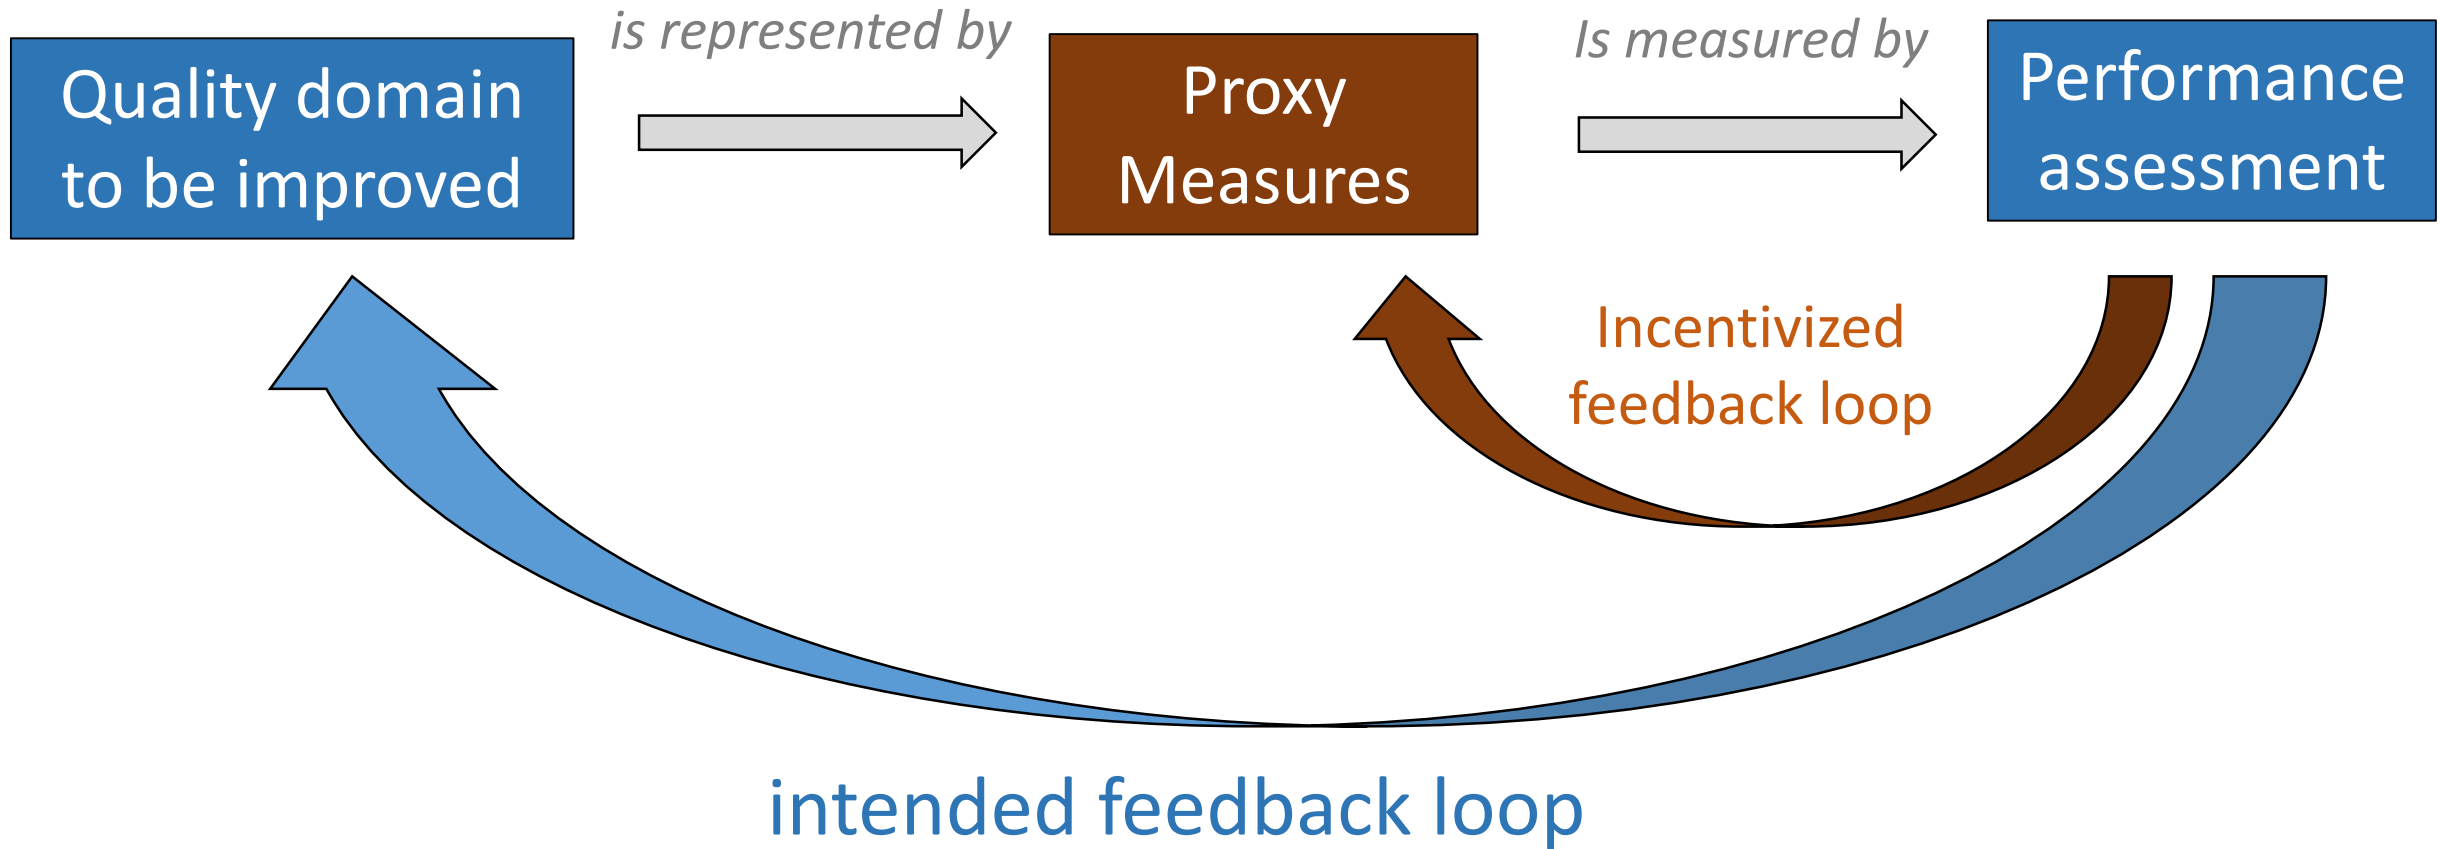 is represented by
Is measured by
Quality domain
to be improved
Proxy
Measures
Performance
assessment
Incentivized
feedback loop
intended feedback loop